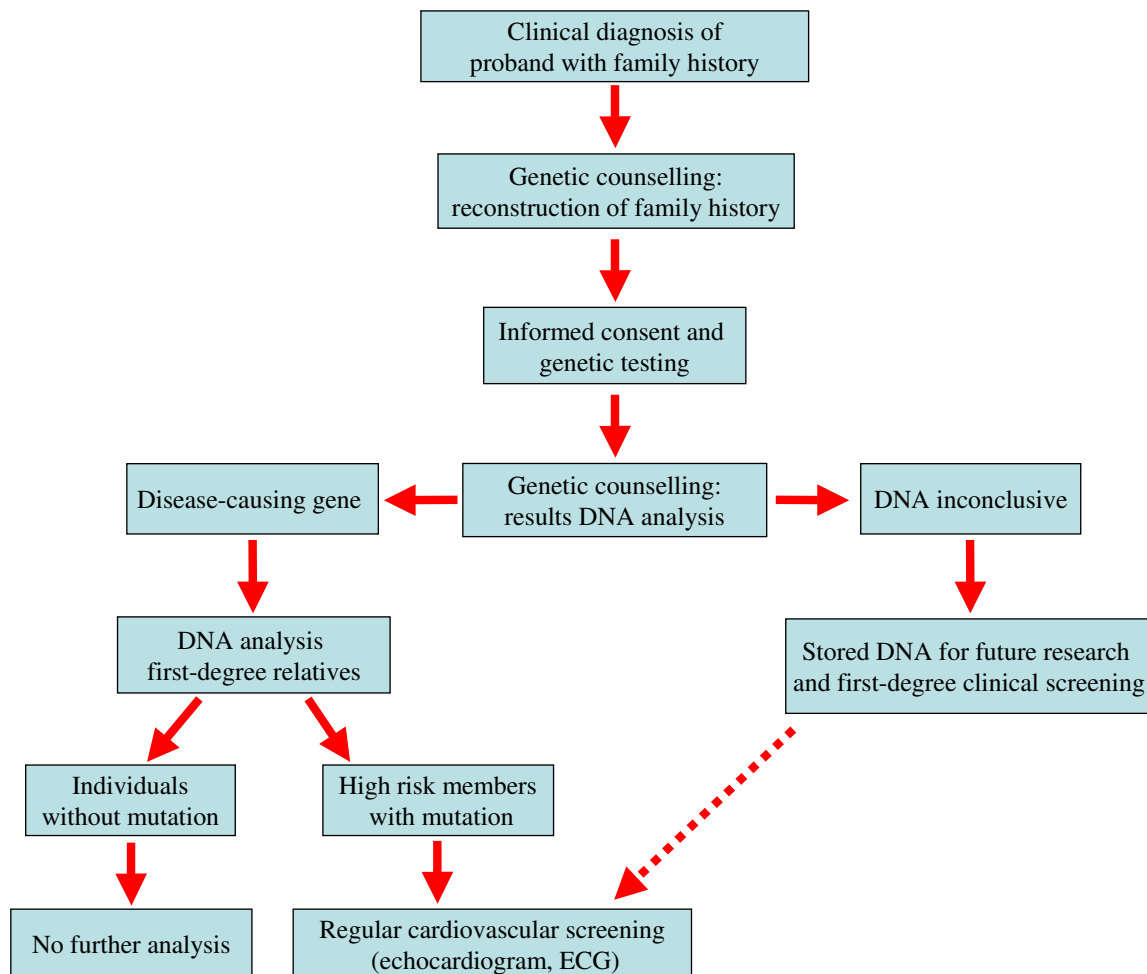 Clinical diagnosis of
proband with family history
Genetic counselling:
reconstruction of family history
Informed consent and
genetic testing
Disease-causing gene
Genetic counselling:
results DNA analysis
DNA inconclusive
DNA analysis
first-degree relatives
Stored DNA for future research
and first-degree clinical screening
Individuals
without mutation
High risk members
with mutation
No further analysis
Regular cardiovascular screening
(echocardiogram, ECG)